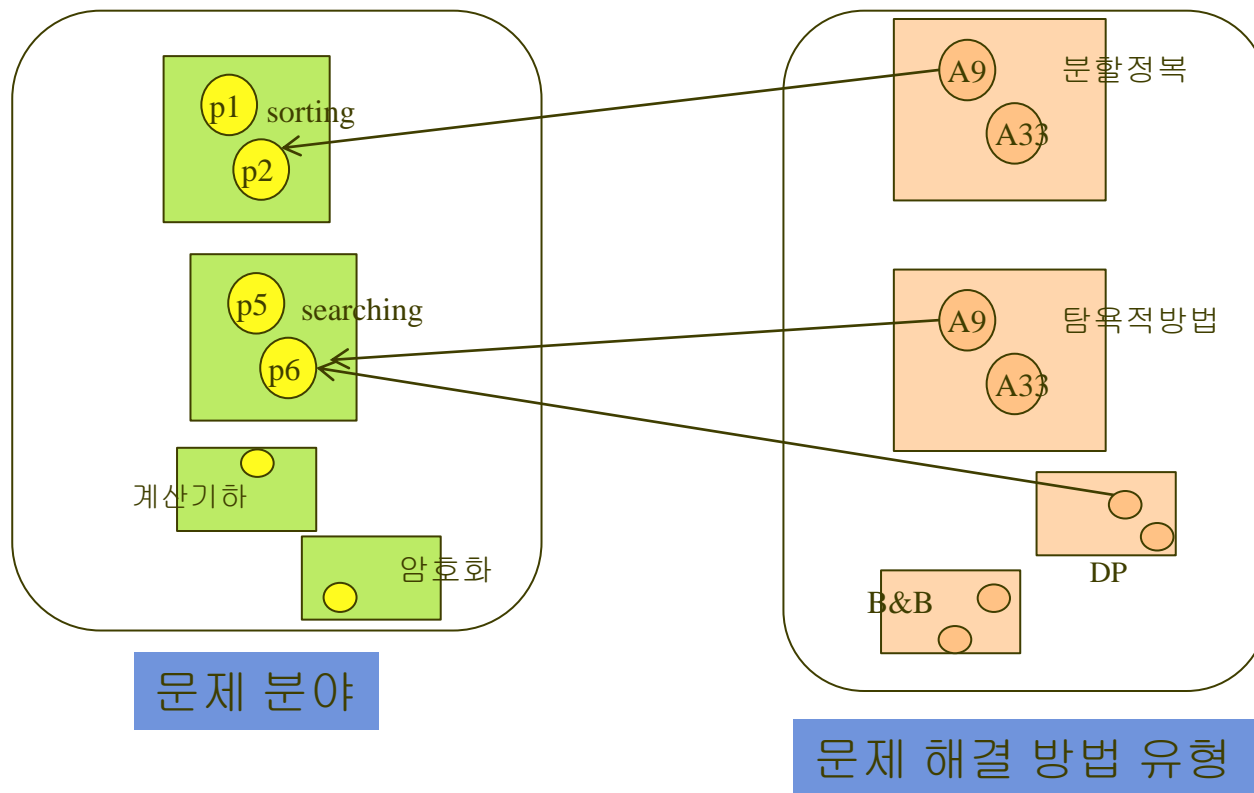 p1
sorting
p2
p5
searching
p6
계산기하
암호화
문제 분야
A9
분할정복
A33
A9
탐욕적방법
A33
DP
B&B
문제 해결 방법 유형